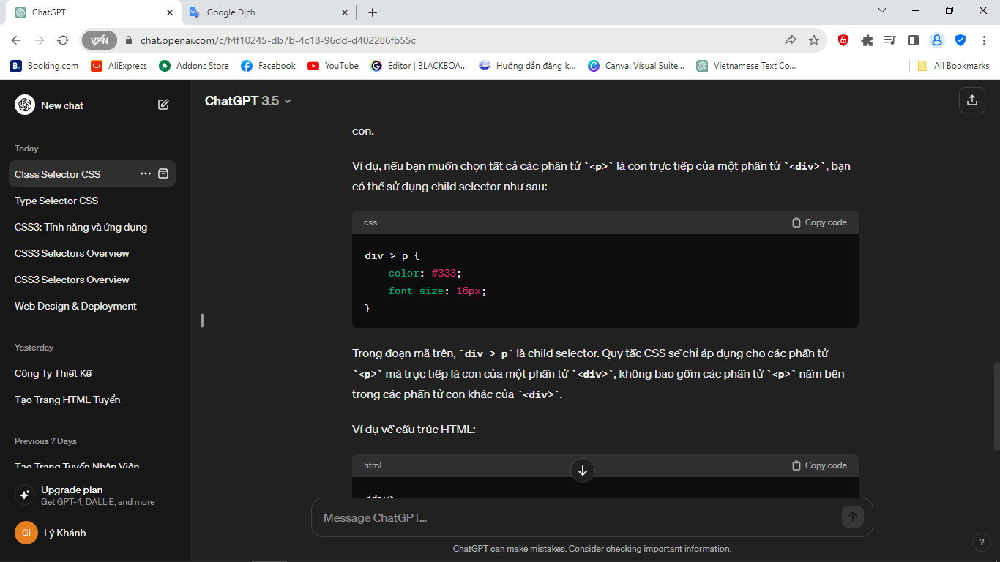 ChatGPT
Google Dịch
VPN
chat.openai.com/c/f4f10245-db7b-4c18-96dd-d402286fb55c
B. Booking.com
AliExpress
Addons Store
Facebook
YouTube
Editor | BLACKBOA...
Hướng dẫn đăng k...
Canva: Visual Suite...
Vietnamese Text Co...
All Bookmarks
New chat
Today
Class Selector CSS
Type Selector CSS
CSS3: Tính năng và ứng dụng
CSS3 Selectors Overview
CSS3 Selectors Overview
Web Design & Deployment
Yesterday
Công Ty Thiết Kế
Tạo Trang HTML Tuyển
Previous 7 Days
Tạo Trang Tuyển Nhân Viên
Upgrade plan
Get GPT-4, DALL·E, and more
GI
Lý Khánh
ChatGPT 3.5
con.
Ví dụ, nếu bạn muốn chọn tất cả các phần tử `<p>` là con trực tiếp của một phần tử `<div>`, bạn
có thể sử dụng child selector như sau:
css
Copy code
div > p {
    color: #333;
    font-size: 16px;
}
Trong đoạn mã trên, `div > p` là child selector. Quy tắc CSS sẽ chỉ áp dụng cho các phần tử
`<p>` mà trực tiếp là con của một phần tử `<div>`, không bao gồm các phần tử `<p>` nằm bên
trong các phần tử con khác của `<div>`.
Ví dụ về cấu trúc HTML:
html
Copy code
<div>
Message ChatGPT...
ChatGPT can make mistakes. Consider checking important information.
?